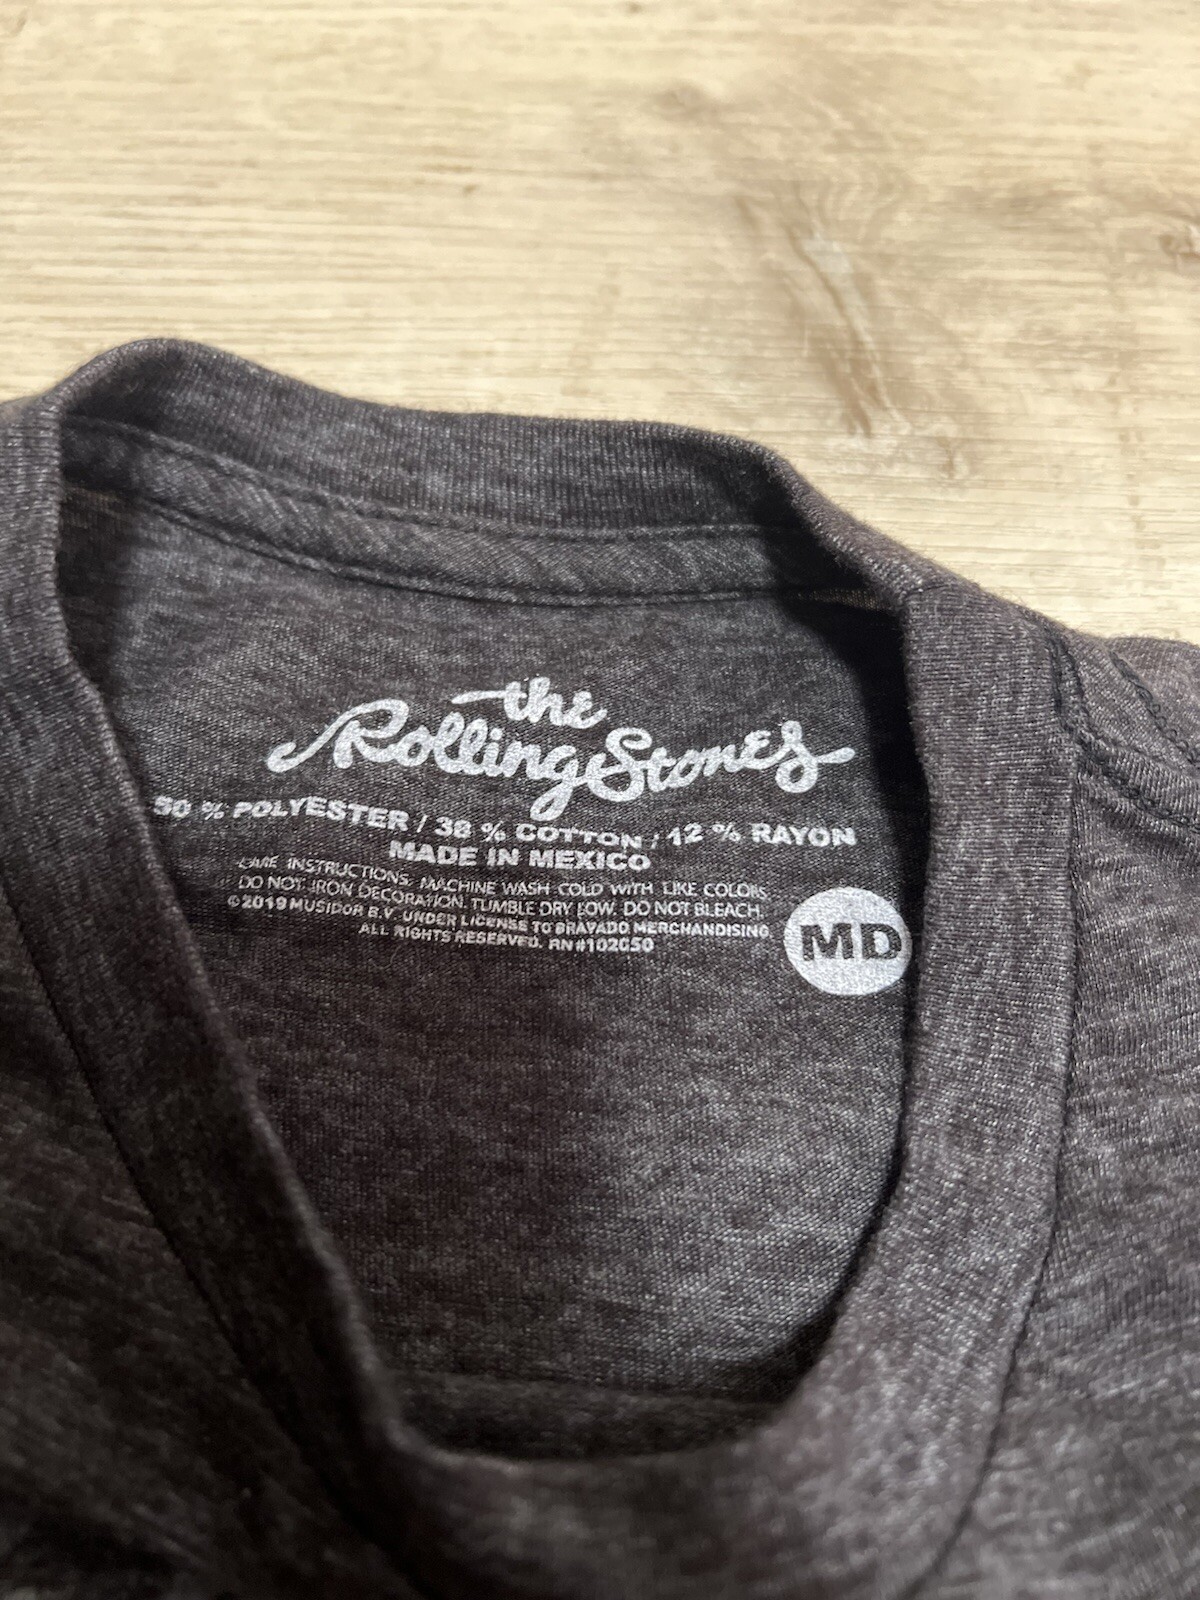 the
Rolling Stones
50 % POLYESTER / 38 % COTTON / 12 % RAYON
MADE IN MEXICO
CARE INSTRUCTIONS: MACHINE WASH COLD WITH LIKE COLORS.
DO NOT IRON DECORATION. TUMBLE DRY LOW. DO NOT BLEACH.
©2019 MUSIDOR B.V. UNDER LICENSE TO BRAVADO MERCHANDISING.
ALL RIGHTS RESERVED. RN#102650
MD